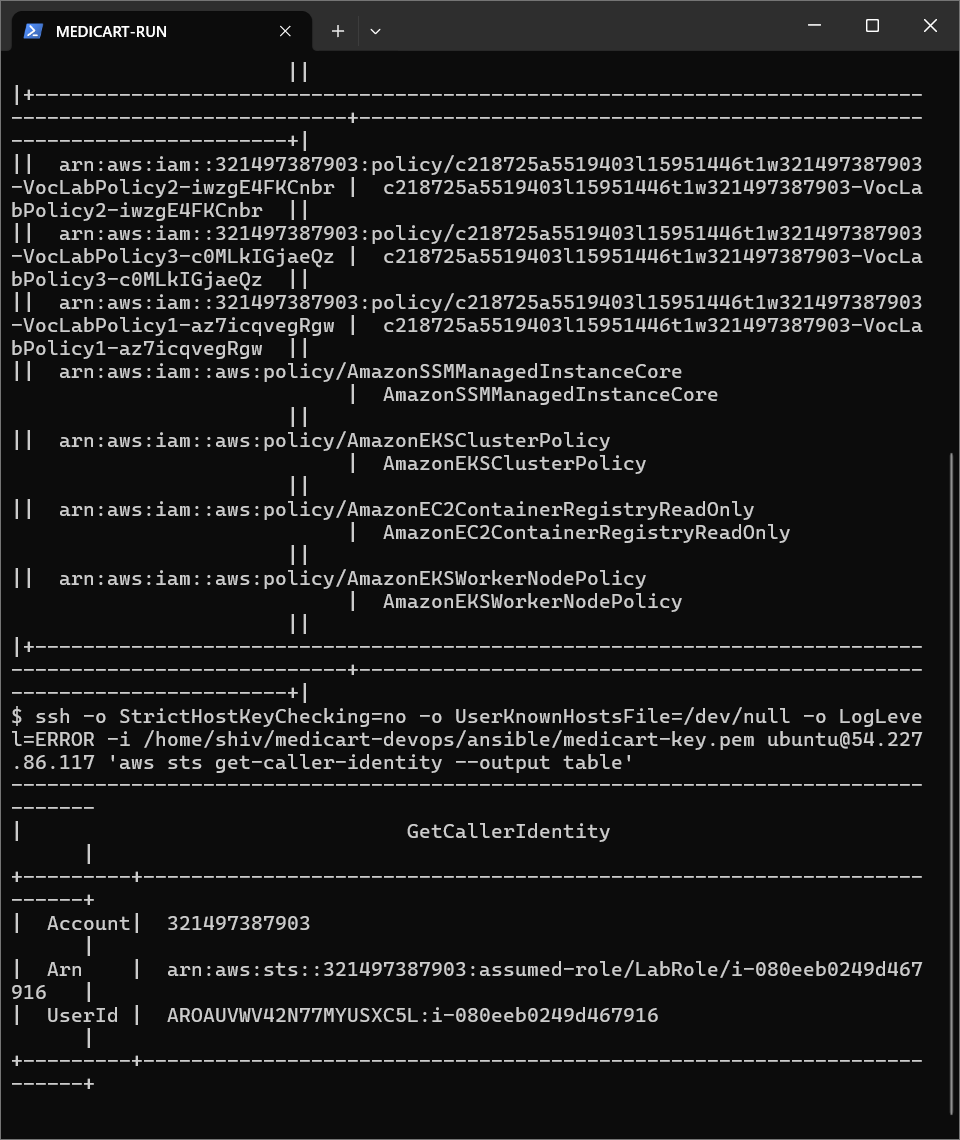 MEDICART-RUN
||
|+--------------------------------------------------------------------------
----------------------------+-----------------------------------------------
-----------------------+|
||  arn:aws:iam::321497387903:policy/c218725a5519403l15951446t1w321497387903
-VocLabPolicy2-iwzgE4FKCnbr |  c218725a5519403l15951446t1w321497387903-VocLa
bPolicy2-iwzgE4FKCnbr  ||
||  arn:aws:iam::321497387903:policy/c218725a5519403l15951446t1w321497387903
-VocLabPolicy3-c0MLkIGjaeQz |  c218725a5519403l15951446t1w321497387903-VocLa
bPolicy3-c0MLkIGjaeQz  ||
||  arn:aws:iam::321497387903:policy/c218725a5519403l15951446t1w321497387903
-VocLabPolicy1-az7icqvegRgw |  c218725a5519403l15951446t1w321497387903-VocLa
bPolicy1-az7icqvegRgw  ||
||  arn:aws:iam::aws:policy/AmazonSSMManagedInstanceCore
|  AmazonSSMManagedInstanceCore
||
||  arn:aws:iam::aws:policy/AmazonEKSClusterPolicy
|  AmazonEKSClusterPolicy
||
||  arn:aws:iam::aws:policy/AmazonEC2ContainerRegistryReadOnly
|  AmazonEC2ContainerRegistryReadOnly
||
||  arn:aws:iam::aws:policy/AmazonEKSWorkerNodePolicy
|  AmazonEKSWorkerNodePolicy
||
|+--------------------------------------------------------------------------
----------------------------+-----------------------------------------------
-----------------------+|
$ ssh -o StrictHostKeyChecking=no -o UserKnownHostsFile=/dev/null -o LogLeve
l=ERROR -i /home/shiv/medicart-devops/ansible/medicart-key.pem ubuntu@54.227
.86.117 'aws sts get-caller-identity --output table'
----------------------------------------------------------------------------
-------
|                                GetCallerIdentity
|
+---------+-----------------------------------------------------------------
------+
|  Account|  321497387903
|
|  Arn    |  arn:aws:sts::321497387903:assumed-role/LabRole/i-080eeb0249d467
916   |
|  UserId |  AROAUVWV42N77MYUSXC5L:i-080eeb0249d467916
|
+---------+-----------------------------------------------------------------
------+